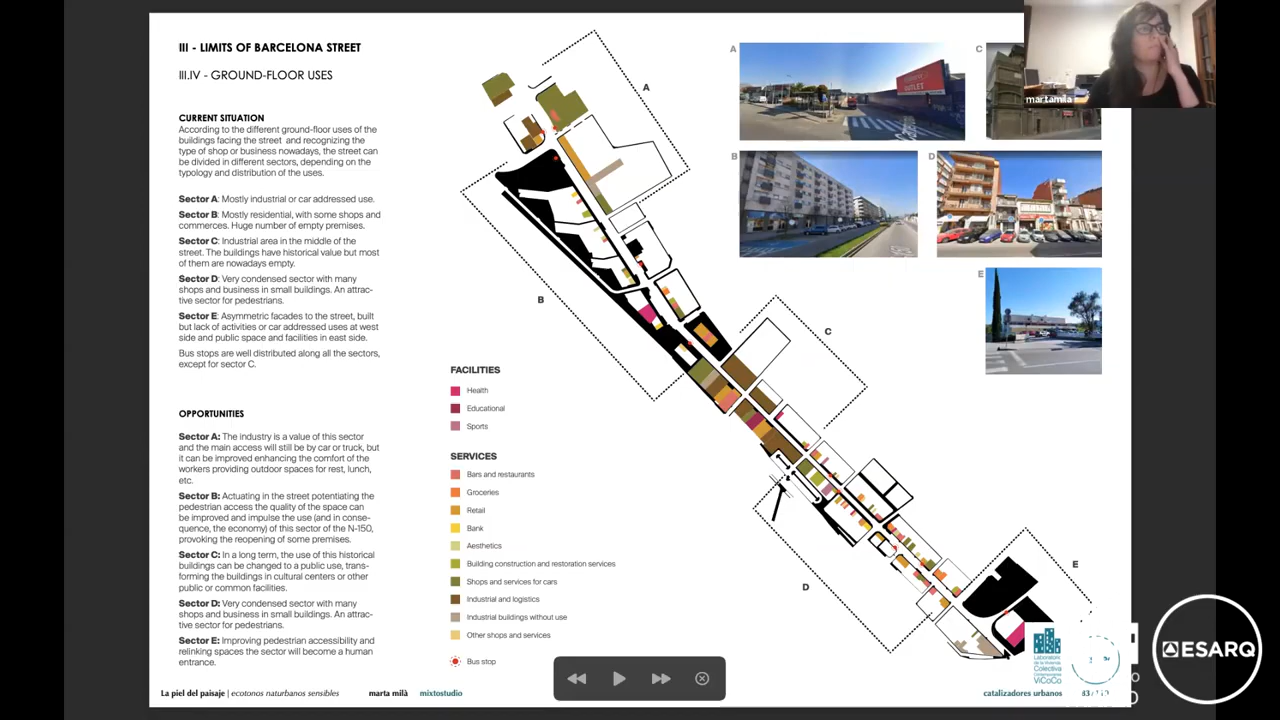 III - LIMITS OF BARCELONA STREET
III.IV - GROUND-FLOOR USES
CURRENT SITUATION
According to the different ground-floor uses of the
buildings facing the street and recognizing the
type of shop or business nowadays, the street can
be divided in different sectors, depending on the
typology and distribution of the uses.
Sector A: Mostly industrial or car addressed use.
Sector B: Mostly residential, with some shops and
commerces. Huge number of empty premises.
Sector C: Industrial area in the middle of the
street. The buildings have historical value but most
of them are nowadays empty.
Sector D: Very condensed sector with many
shops and business in small buildings. An attrac-
tive sector for pedestrians.
Sector E: Asymmetric facades to the street, built
but lack of activities or car addressed uses at west
side and public space and facilities in east side.
Bus stops are well distributed along all the sectors,
except for sector C.
OPPORTUNITIES
Sector A: The industry is a value of this sector
and the main access will still be by car or truck, but
it can be improved enhancing the comfort of the
workers providing outdoor spaces for rest, lunch,
etc.
Sector B: Actuating in the street potentiating the
pedestrian access the quality of the space can
be improved and impulse the use (and in conse-
quence, the economy) of this sector of the N-150,
provoking the reopening of some premises.
Sector C: In a long term, the use of this historical
buildings can be changed to a public use, trans-
forming the buildings in cultural centers or other
public or common facilities.
Sector D: Very condensed sector with many
shops and business in small buildings. An attrac-
tive sector for pedestrians.
Sector E: Improving pedestrian accessibility and
relinking spaces the sector will become a human
entrance.
FACILITIES
Health
Educational
Sports
SERVICES
Bars and restaurants
Groceries
Retail
Bank
Aesthetics
Building construction and restoration services
Shops and services for cars
Industrial and logistics
Industrial buildings without use
Other shops and services
Bus stop
A
B
C
D
E
A
B
C
D
E
OUTLES
martamila
Laboratorio
de la Vivienda
Colectiva
Contemporánea
ViCoCo
ESARQ
La piel del paisaje | ecotonos naturbanos sensibles
marta milà
mixtostudio
catalizadores urbanos